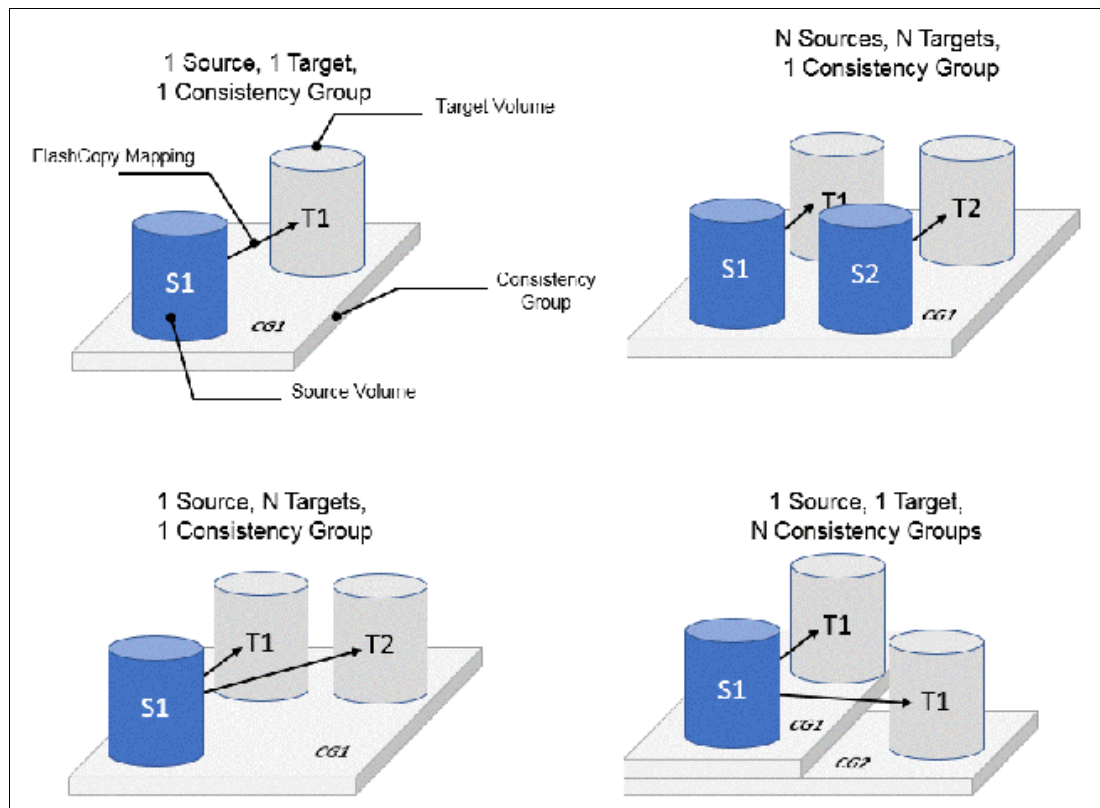 1 Source, 1 Target,
1 Consistency Group
Target Volume
FlashCopy Mapping
T1
S1
CG1
Consistency
Group
Source Volume
N Sources, N Targets,
1 Consistency Group
T1
T2
S1
S2
CG1
1 Source, N Targets,
1 Consistency Group
T1
T2
S1
CG1
1 Source, 1 Target,
N Consistency Groups
T1
S1
T1
CG1
CG2